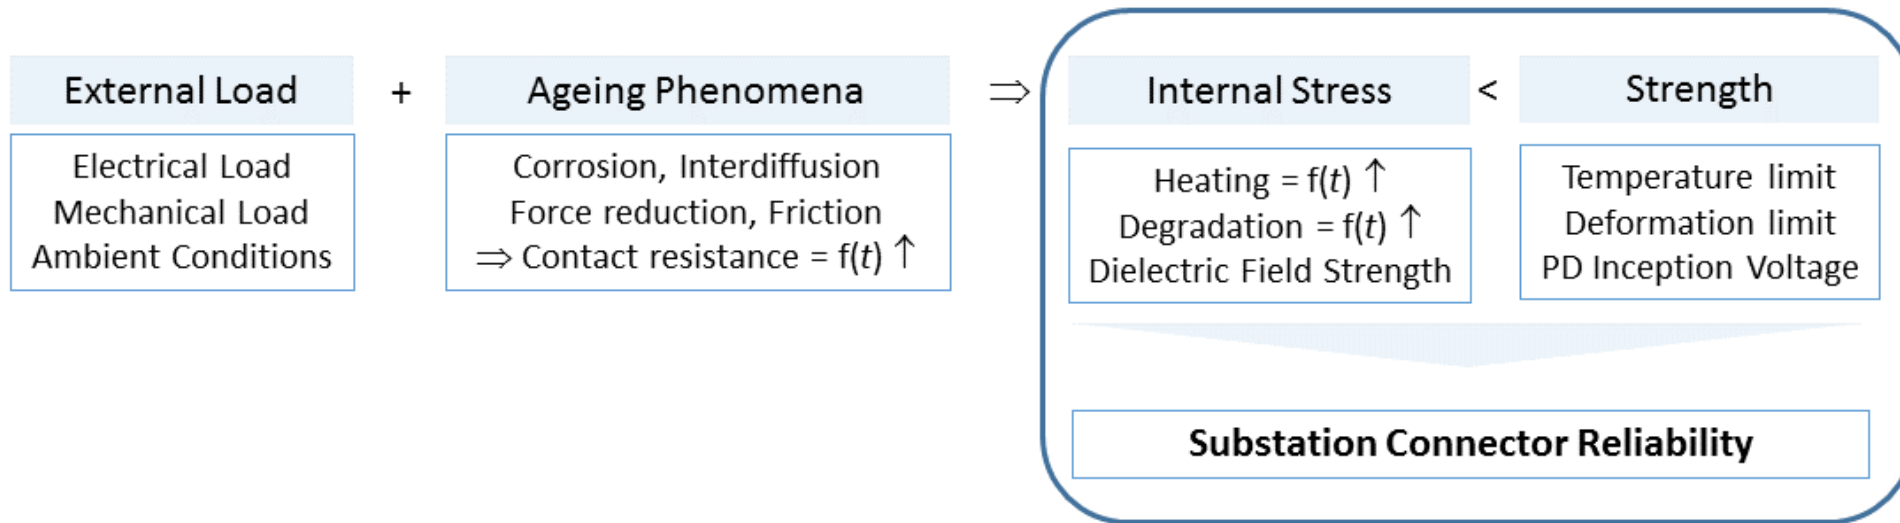 External Load + Ageing Phenomena ⇒ Internal Stress < Strength
Electrical Load
Mechanical Load
Ambient Conditions
Corrosion, Interdiffusion
Force reduction, Friction
⇒ Contact resistance = f(t) ↑
Heating = f(t) ↑
Degradation = f(t) ↑
Dielectric Field Strength
Temperature limit
Deformation limit
PD Inception Voltage
Substation Connector Reliability